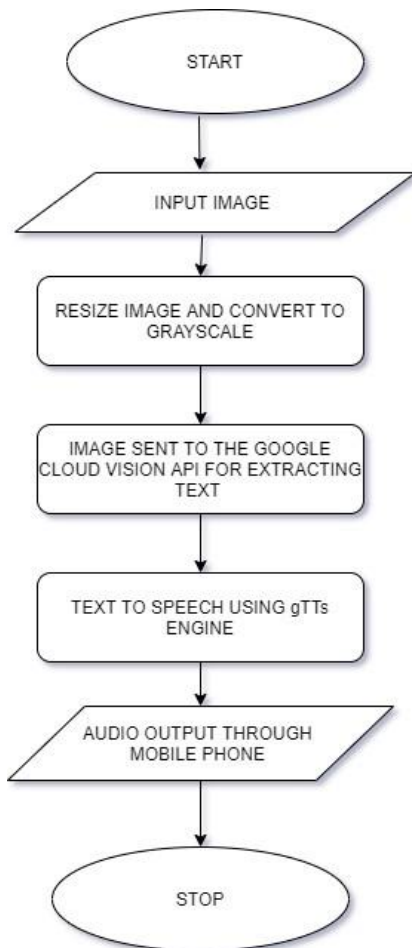 START
INPUT IMAGE
RESIZE IMAGE AND CONVERT TO
GRAYSCALE
IMAGE SENT TO THE GOOGLE
CLOUD VISION API FOR EXTRACTING
TEXT
TEXT TO SPEECH USING gTTs
ENGINE
AUDIO OUTPUT THROUGH
MOBILE PHONE
STOP